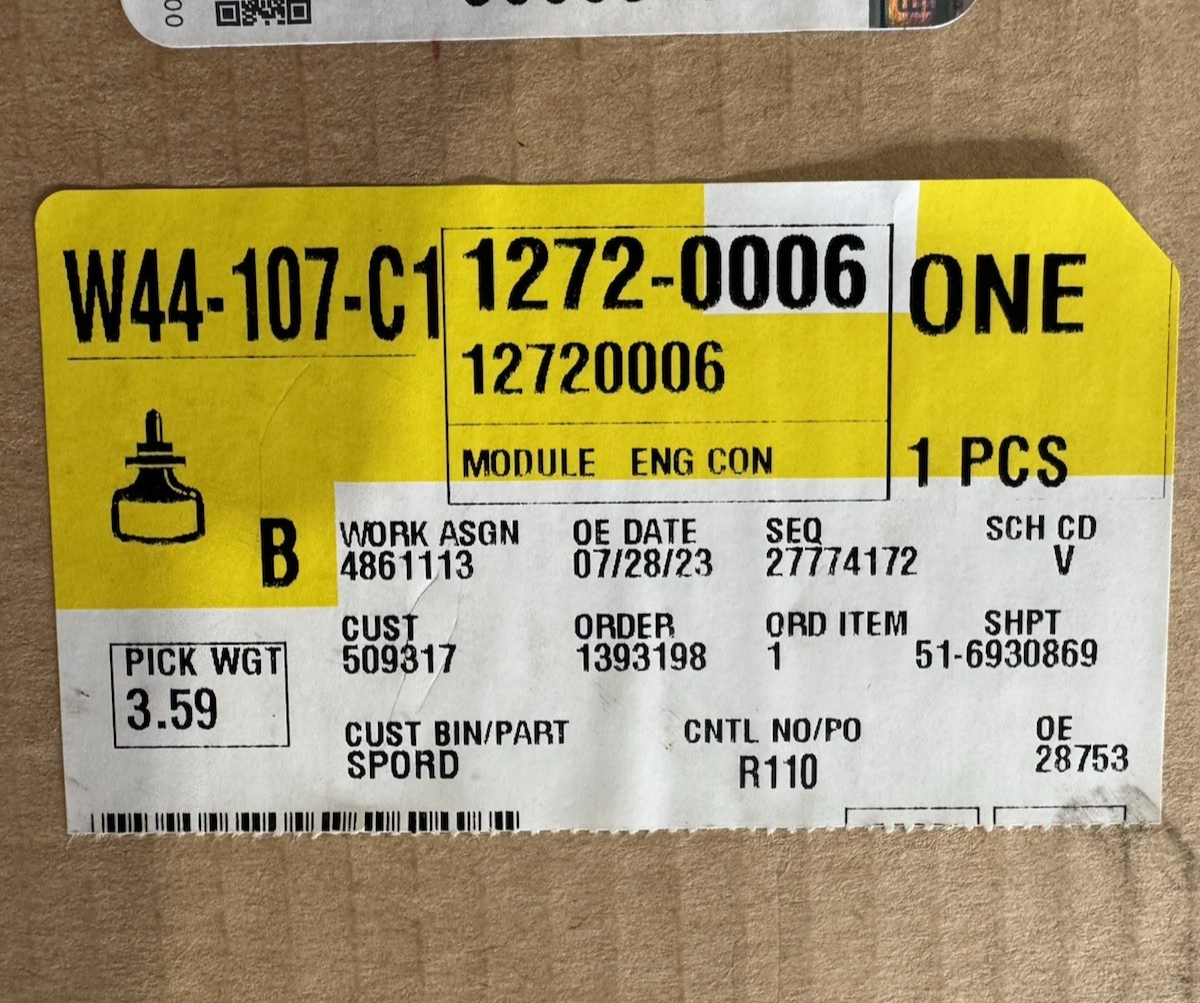 W44-107-C1
1272-0006
ONE
12720006
MODULE ENG CON
1 PCS
B
WORK ASGN OE DATE SEQ SCH CD
4861113 07/28/23 27774172 V
CUST ORDER ORD ITEM SHPT
509317 1393198 1 51-6930869
PICK WGT
3.59
CUST BIN/PART CNTL NO/PO OE
SPORD R110 28753